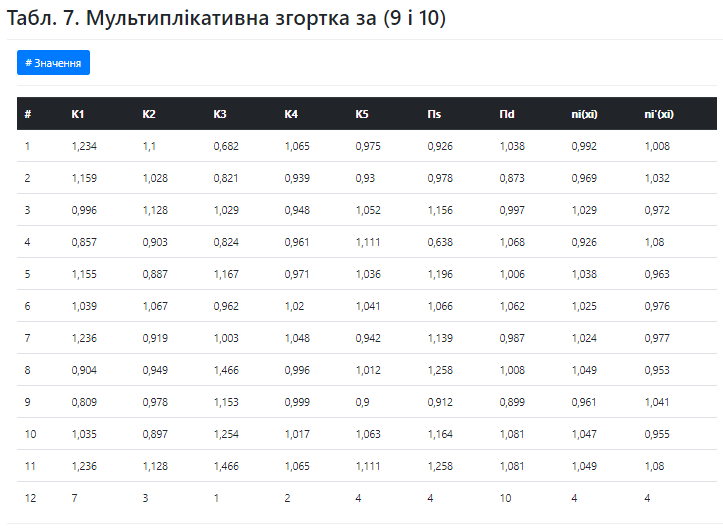 Табл. 7. Мультиплікативна згортка за (9 і 10)
# Значення
# K1 K2 K3 K4 K5 Пs Пd ni(xi) ni'(xi)
1 1,234 1,1 0,682 1,065 0,975 0,926 1,038 0,992 1,008
2 1,159 1,028 0,821 0,939 0,93 0,978 0,873 0,969 1,032
3 0,996 1,128 1,029 0,948 1,052 1,156 0,997 1,029 0,972
4 0,857 0,903 0,824 0,961 1,111 0,638 1,068 0,926 1,08
5 1,155 0,887 1,167 0,971 1,036 1,196 1,006 1,038 0,963
6 1,039 1,067 0,962 1,02 1,041 1,066 1,062 1,025 0,976
7 1,236 0,919 1,003 1,048 0,942 1,139 0,987 1,024 0,977
8 0,904 0,949 1,466 0,996 1,012 1,258 1,008 1,049 0,953
9 0,809 0,978 1,153 0,999 0,9 0,912 0,899 0,961 1,041
10 1,035 0,897 1,254 1,017 1,063 1,164 1,081 1,047 0,955
11 1,236 1,128 1,466 1,065 1,111 1,258 1,081 1,049 1,08
12 7 3 1 2 4 4 10 4 4